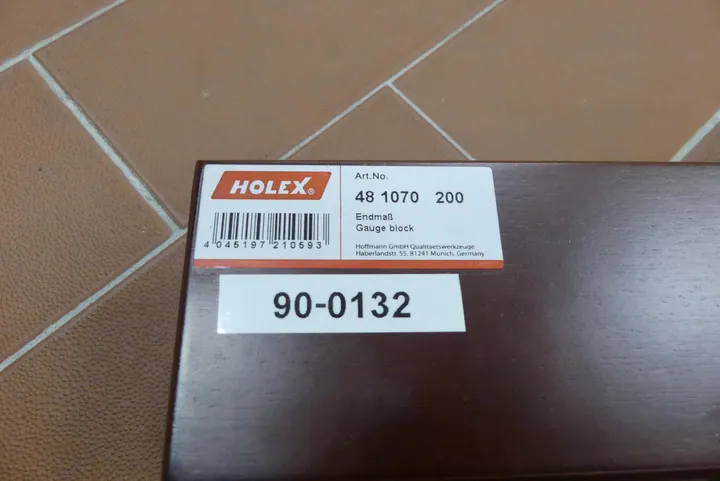 HOLEX®
4 045197 210593
Art.No.
48 1070 200
Endmaß
Gauge block
Hoffmann GmbH Qualitaetswerkzeuge
Haberlandstr. 55, 81241 Munich, Germany
90-0132